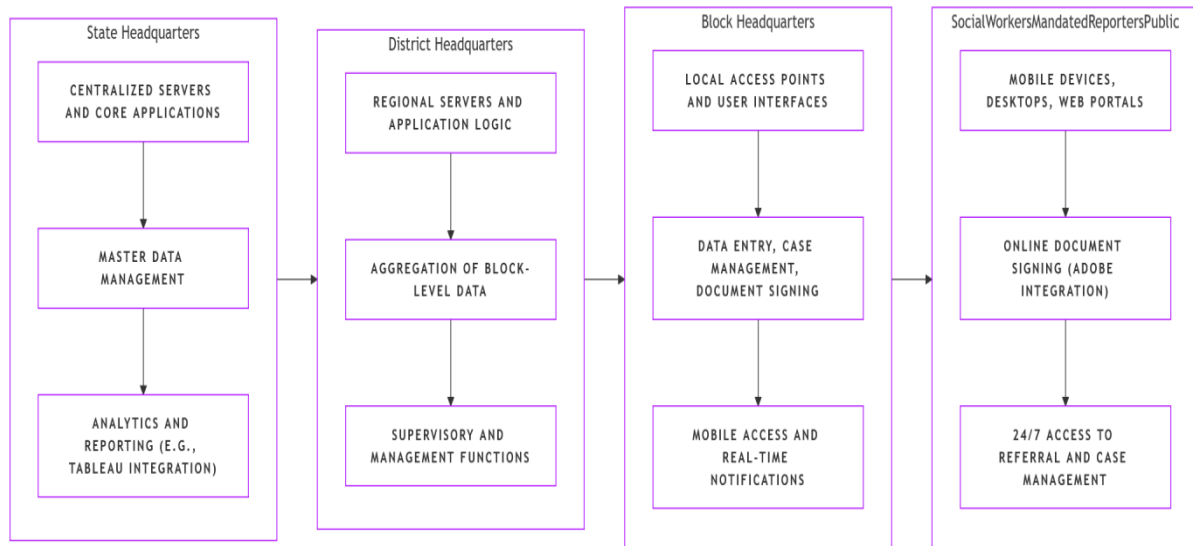 State Headquarters
CENTRALIZED SERVERS
AND CORE APPLICATIONS
MASTER DATA
MANAGEMENT
ANALYTICS AND
REPORTING (E.G.,
TABLEAU INTEGRATION)
District Headquarters
REGIONAL SERVERS AND
APPLICATION LOGIC
AGGREGATION OF BLOCK-
LEVEL DATA
SUPERVISORY AND
MANAGEMENT FUNCTIONS
Block Headquarters
LOCAL ACCESS POINTS
AND USER INTERFACES
DATA ENTRY, CASE
MANAGEMENT,
DOCUMENT SIGNING
MOBILE ACCESS AND
REAL-TIME
NOTIFICATIONS
SocialWorkersMandatedReportersPublic
MOBILE DEVICES,
DESKTOPS, WEB PORTALS
ONLINE DOCUMENT
SIGNING (ADOBE
INTEGRATION)
24/7 ACCESS TO
REFERRAL AND CASE
MANAGEMENT